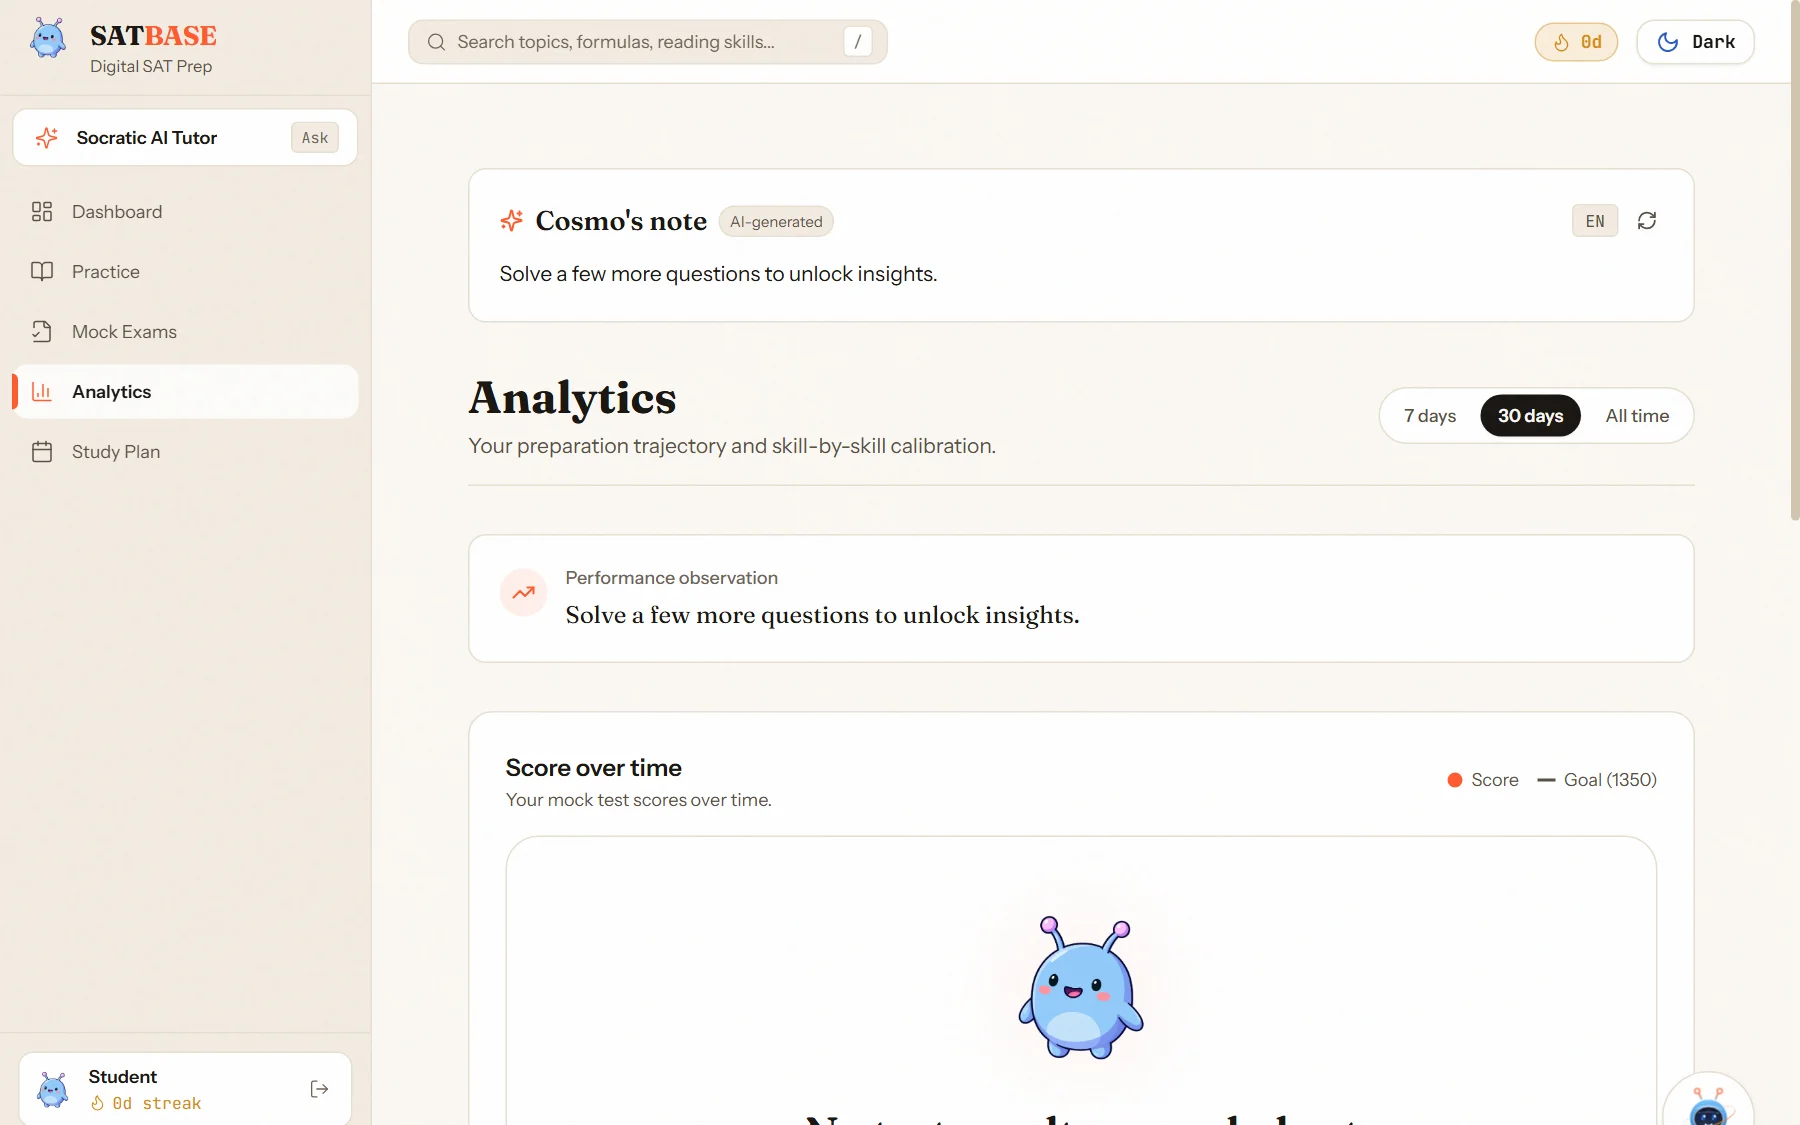 SATBASE
Digital SAT Prep
Search topics, formulas, reading skills...
/
0d
Dark
Socratic AI Tutor
Ask
Dashboard
Practice
Mock Exams
Analytics
Study Plan
Cosmo's note
AI-generated
EN
Solve a few more questions to unlock insights.
Analytics
Your preparation trajectory and skill-by-skill calibration.
7 days
30 days
All time
Performance observation
Solve a few more questions to unlock insights.
Score over time
Your mock test scores over time.
Score
Goal (1350)
Student
0d streak